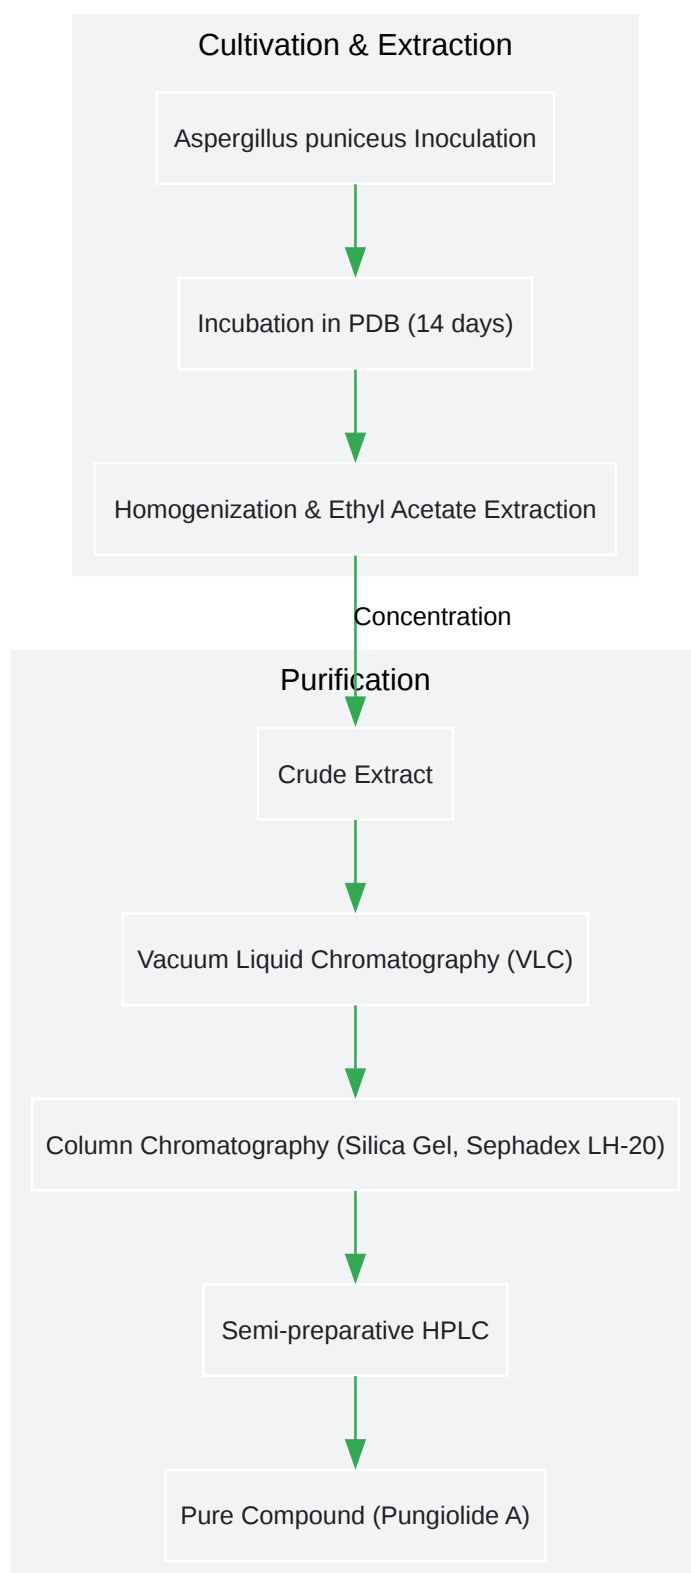 Cultivation & Extraction
Aspergillus puniceus Inoculation
Incubation in PDB (14 days)
Homogenization & Ethyl Acetate Extraction
Concentration
Purification
Crude Extract
Vacuum Liquid Chromatography (VLC)
Column Chromatography (Silica Gel, Sephadex LH-20)
Semi-preparative HPLC
Pure Compound (Pungiolide A)